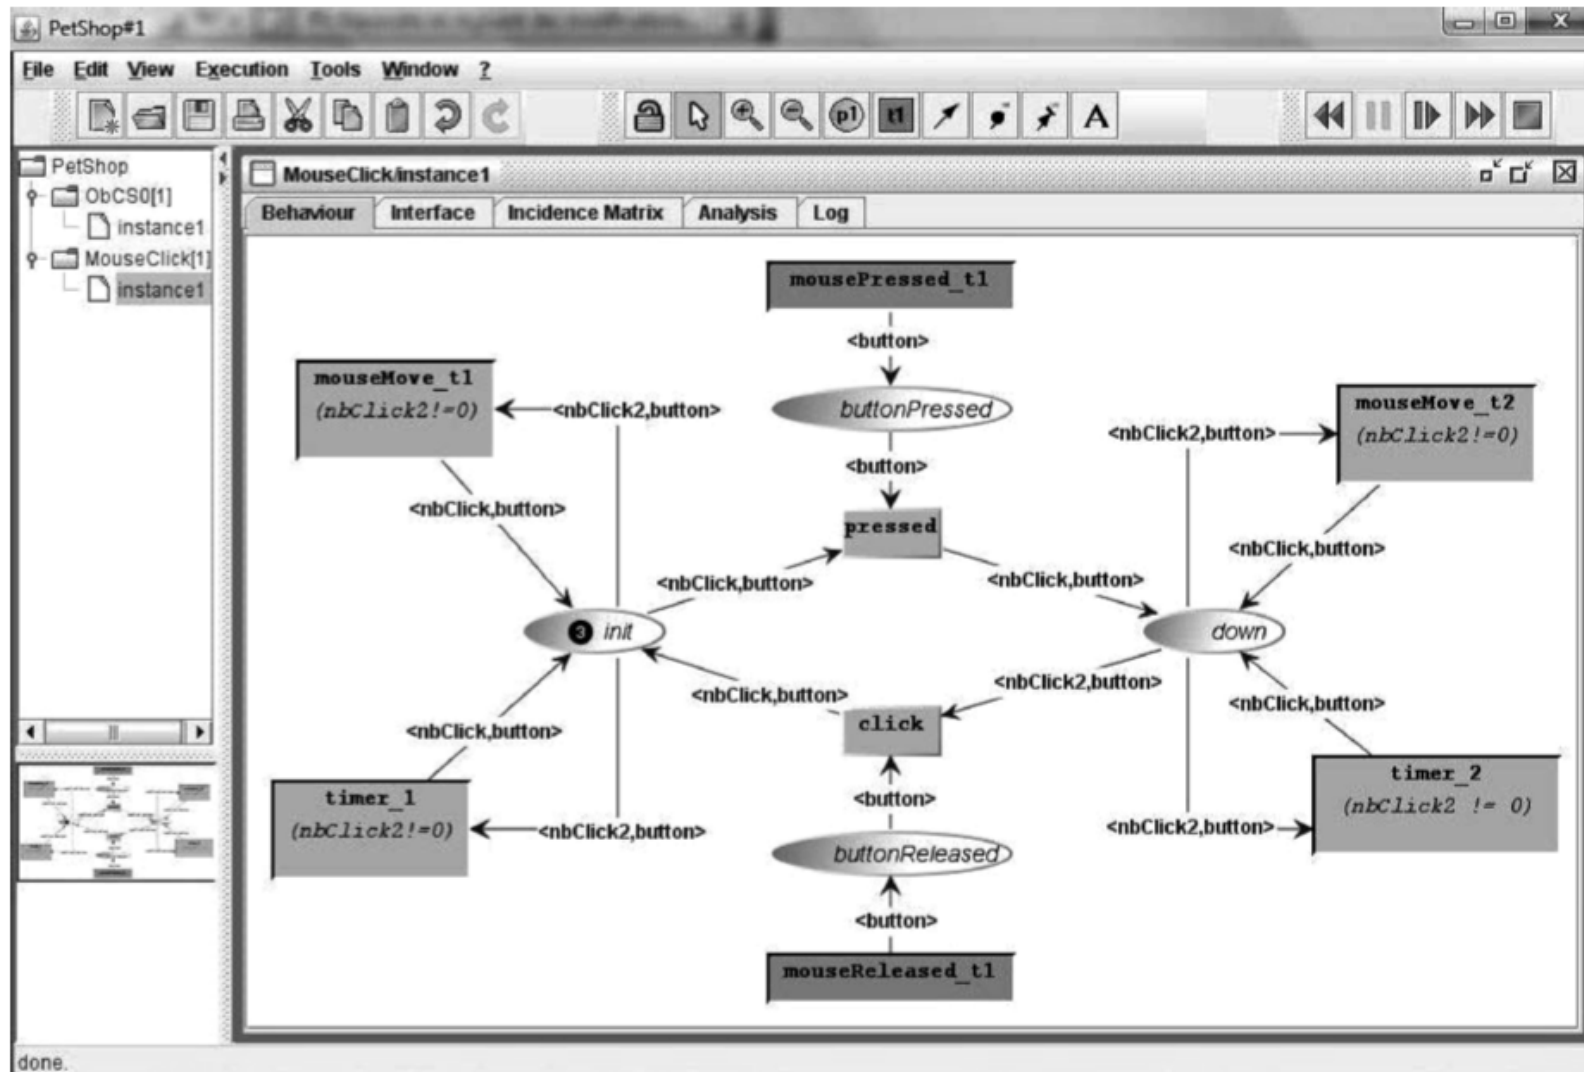 PetShop#1
File Edit View Execution Tools Window ?
p1 t1 A
PetShop
ObCS0[1]
instance1
MouseClick[1]
instance1
MouseClick/instance1
Behaviour Interface Incidence Matrix Analysis Log
mousePressed_t1
<button>
mouseMove_t1
(nbClick2!=0)
<nbClick2,button>
buttonPressed
mouseMove_t2
(nbClick2!=0)
<nbClick2,button>
<button>
<nbClick,button>
pressed
<nbClick,button>
<nbClick,button>
<nbClick,button>
3 init
down
<nbClick,button>
<nbClick2,button>
<nbClick,button>
click
<nbClick,button>
timer_1
(nbClick2!=0)
<nbClick2,button>
<button>
timer_2
(nbClick2 != 0)
<nbClick2,button>
buttonReleased
<button>
mouseReleased_t1
done.